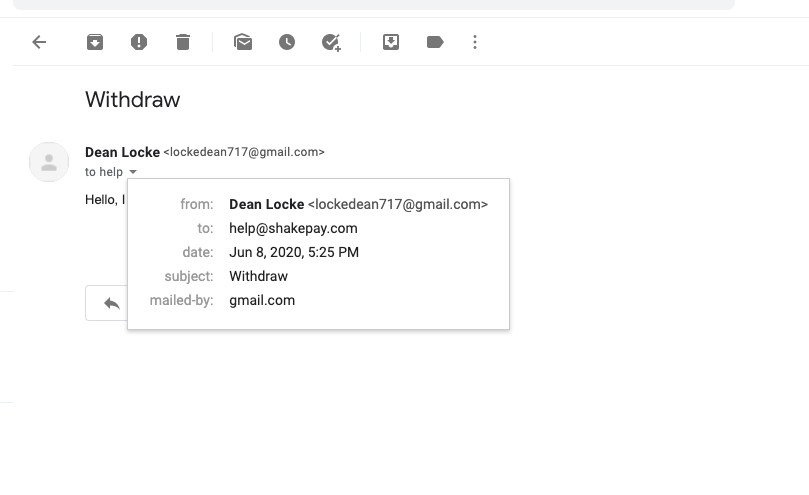 Withdraw
Dean Locke <lockedean717@gmail.com>
to help
Hello, I
from: Dean Locke <lockedean717@gmail.com>
to: help@shakepay.com
date: Jun 8, 2020, 5:25 PM
subject: Withdraw
mailed-by: gmail.com